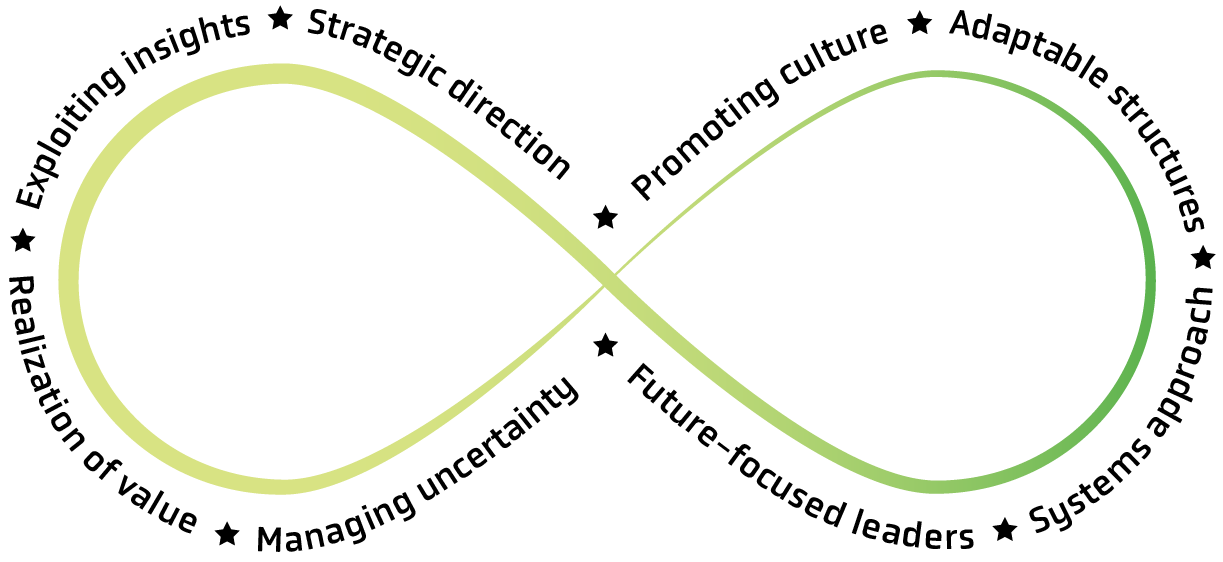 Exploiting insights
Strategic direction
Promoting culture
Adaptable structures
Realization of value
Managing uncertainty
Future-focused leaders
Systems approach